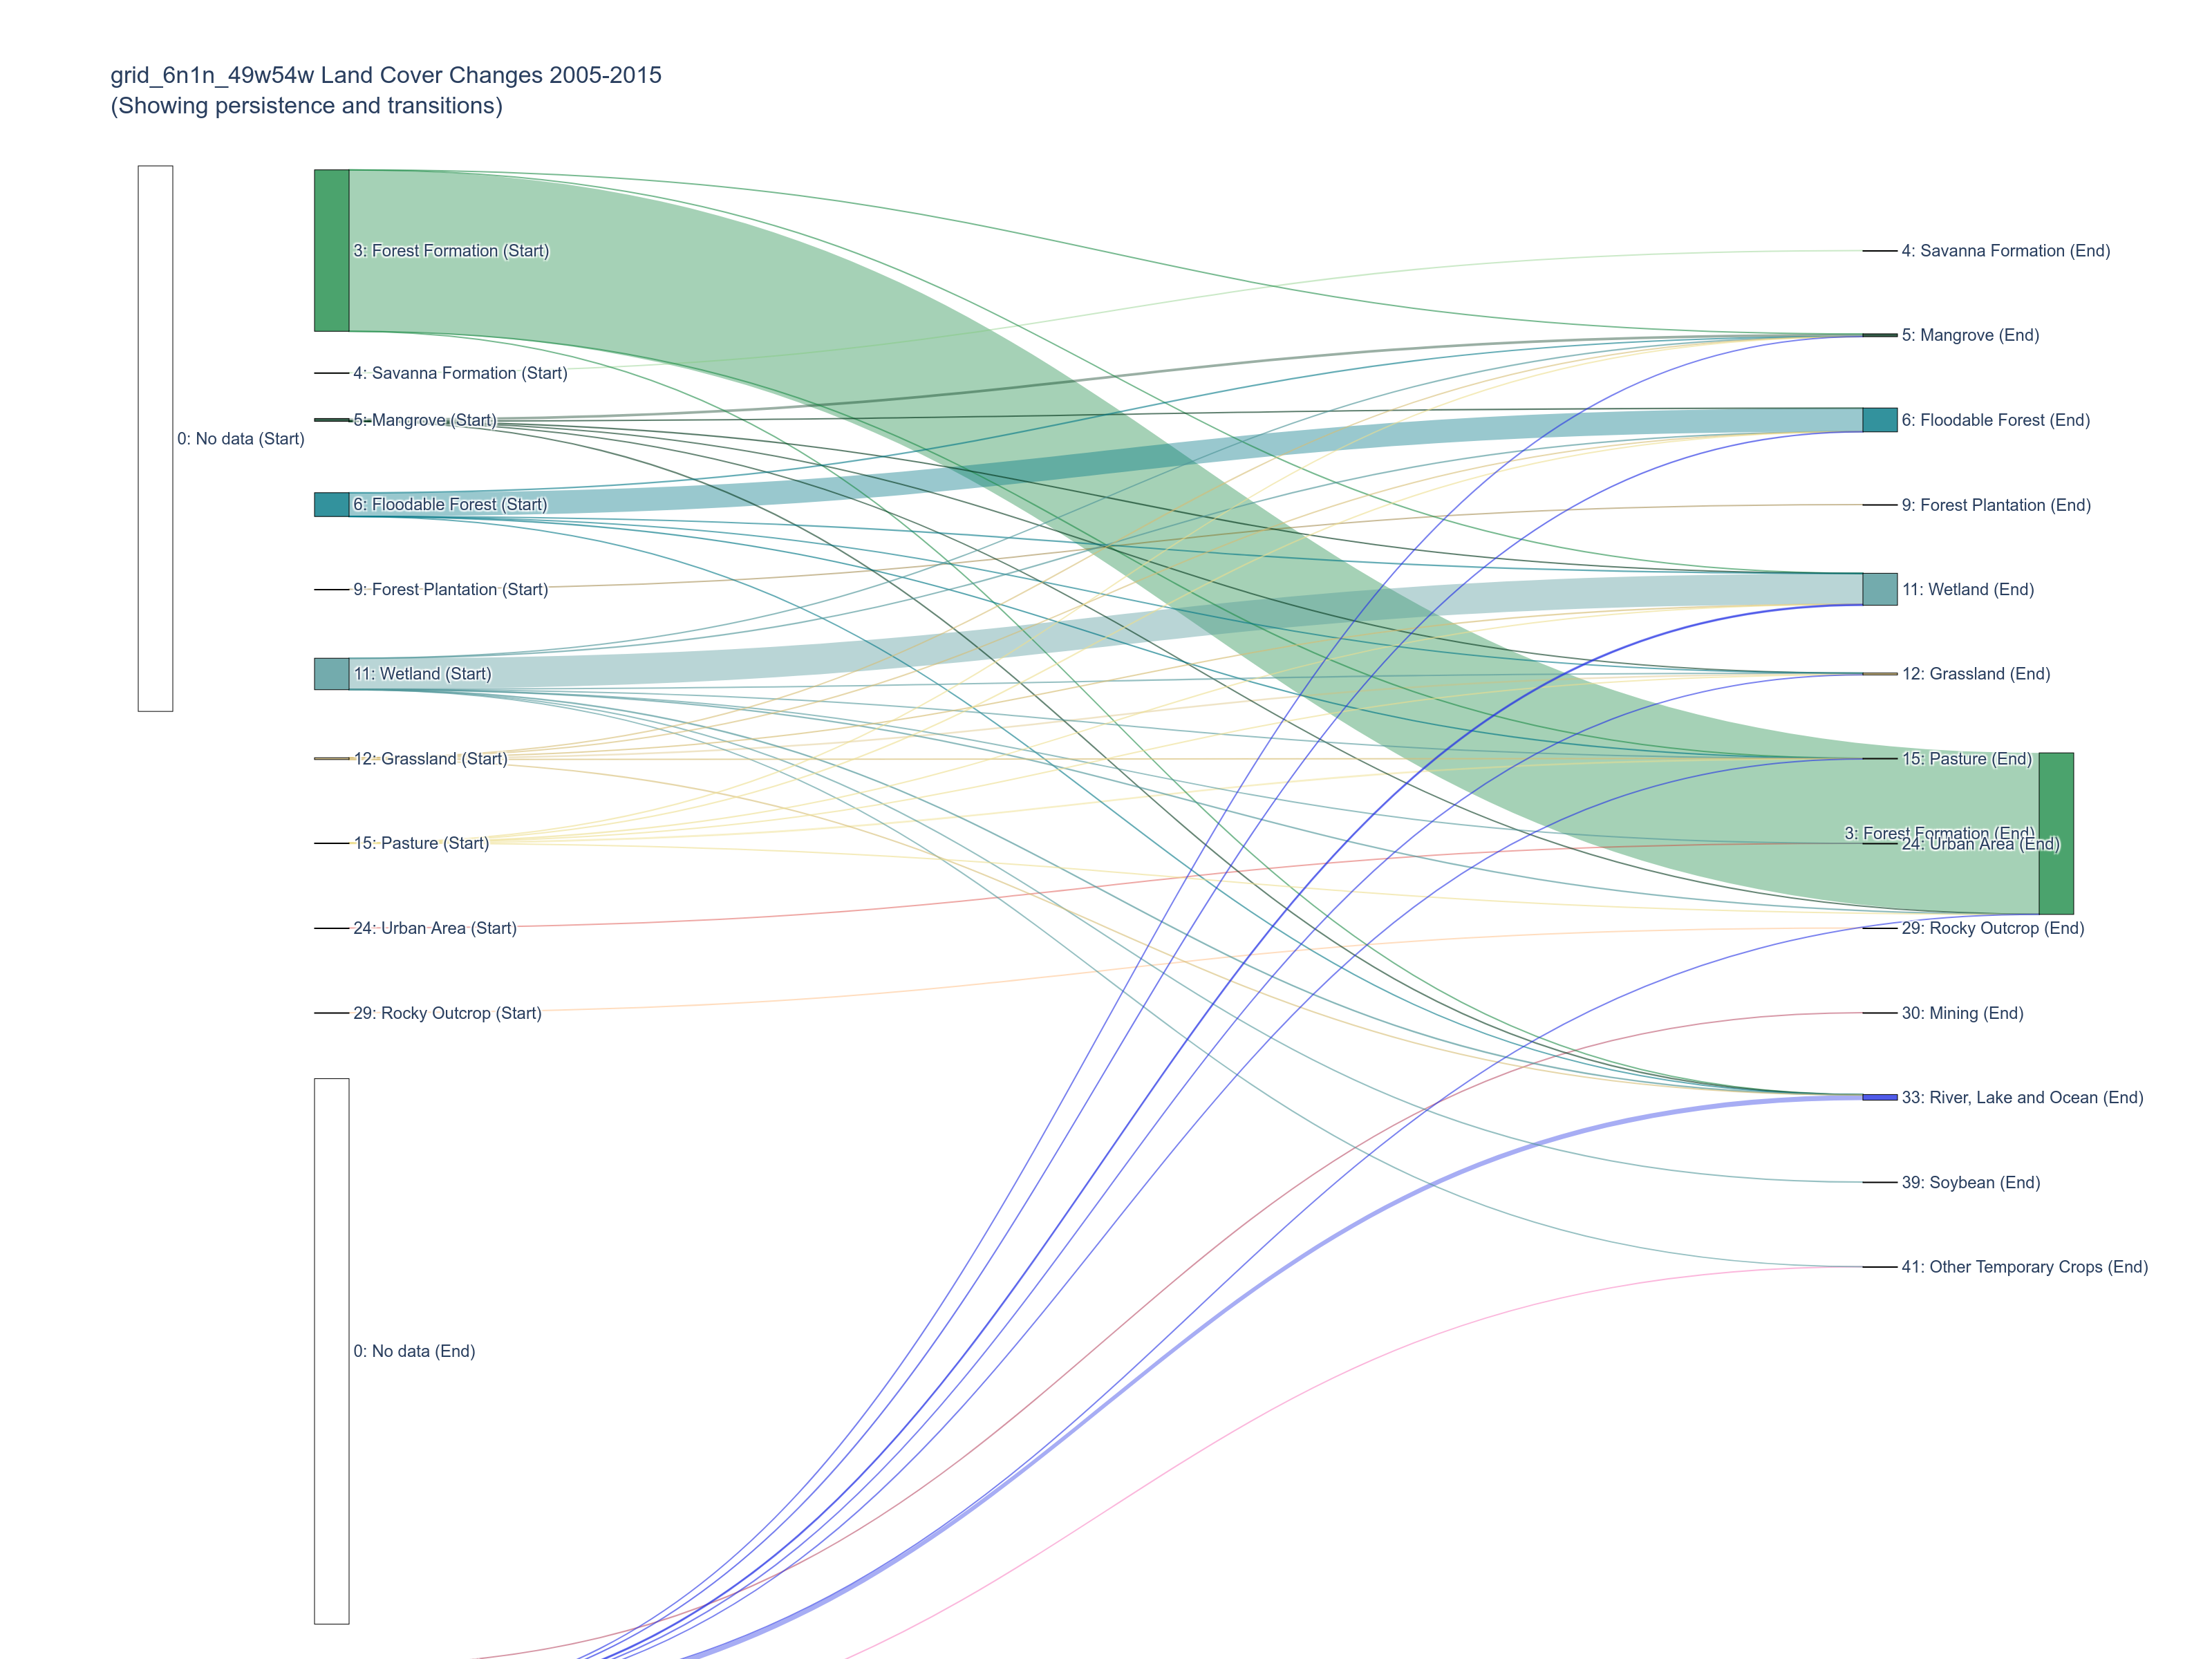 grid_6n1n_49w54w Land Cover Changes 2005-2015
(Showing persistence and transitions)
0: No data (Start)
3: Forest Formation (Start)
4: Savanna Formation (Start)
5: Mangrove (Start)
6: Floodable Forest (Start)
9: Forest Plantation (Start)
11: Wetland (Start)
12: Grassland (Start)
15: Pasture (Start)
24: Urban Area (Start)
29: Rocky Outcrop (Start)
0: No data (End)
4: Savanna Formation (End)
5: Mangrove (End)
6: Floodable Forest (End)
9: Forest Plantation (End)
11: Wetland (End)
12: Grassland (End)
15: Pasture (End)
3: Forest Formation (End)
24: Urban Area (End)
29: Rocky Outcrop (End)
30: Mining (End)
33: River, Lake and Ocean (End)
39: Soybean (End)
41: Other Temporary Crops (End)